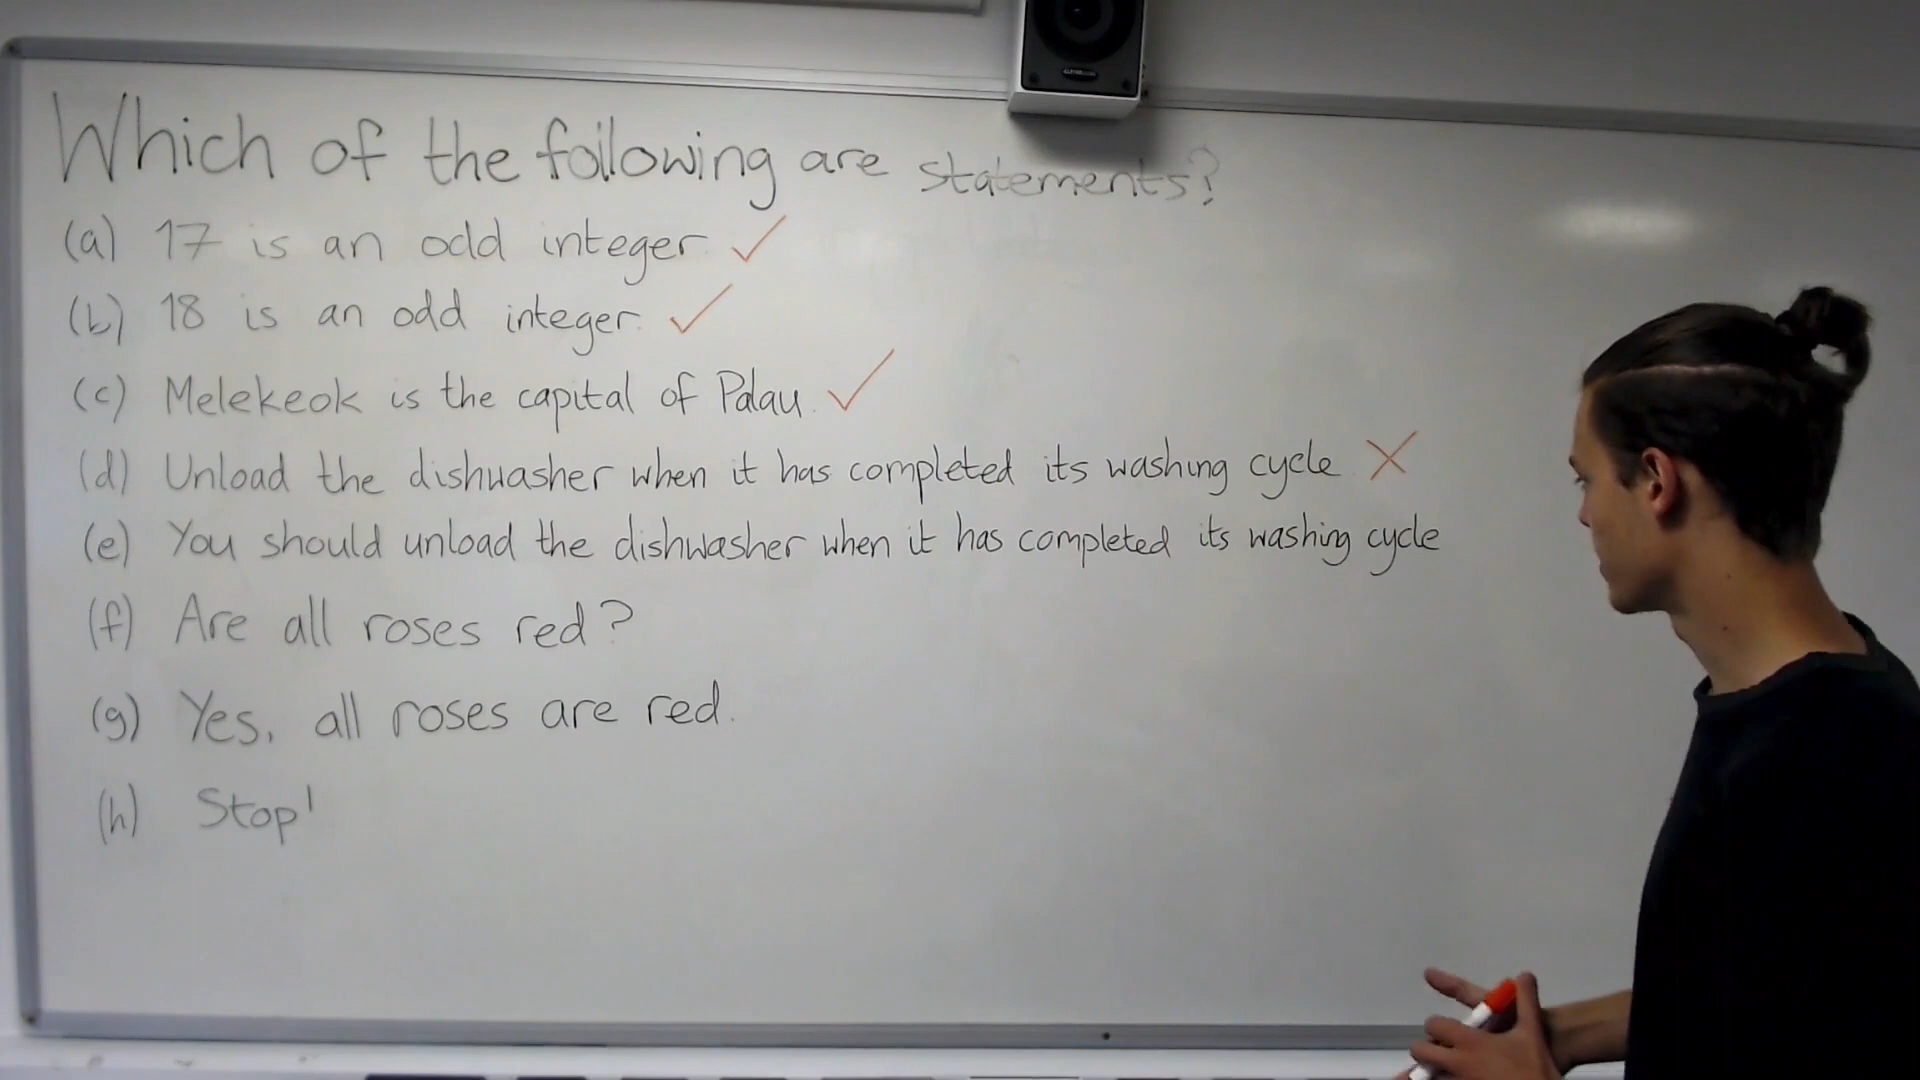 Which of the following are statements?
(a) 17 is an odd integer. ✓
(b) 18 is an odd integer. ✓
(c) Melekeok is the capital of Palau. ✓
(d) Unload the dishwasher when it has completed its washing cycle. ✗
(e) You should unload the dishwasher when it has completed its washing cycle
(f) Are all roses red?
(g) Yes, all roses are red.
(h) Stop!